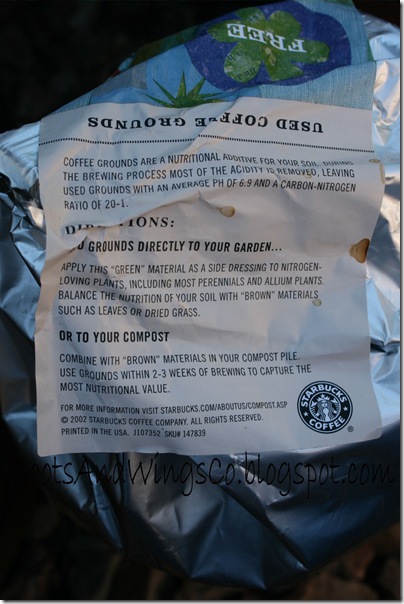 FREE
USED COFFEE GROUNDS
COFFEE GROUNDS ARE A NUTRITIONAL ADDITIVE FOR YOUR SOIL. DURING
THE BREWING PROCESS MOST OF THE ACIDITY IS REMOVED, LEAVING
USED GROUNDS WITH AN AVERAGE PH OF 6.9 AND A CARBON-NITROGEN
RATIO OF 20-1.
GROUNDS DIRECTLY TO YOUR GARDEN...
APPLY THIS "GREEN" MATERIAL AS A SIDE DRESSING TO NITROGEN-
LOVING PLANTS, INCLUDING MOST PERENNIALS AND ALLIUM PLANTS.
BALANCE THE NUTRITION OF YOUR SOIL WITH "BROWN" MATERIALS
SUCH AS LEAVES OR DRIED GRASS.
OR TO YOUR COMPOST
COMBINE WITH "BROWN" MATERIALS IN YOUR COMPOST PILE.
USE GROUNDS WITHIN 2-3 WEEKS OF BREWING TO CAPTURE THE
MOST NUTRITIONAL VALUE.
FOR MORE INFORMATION VISIT STARBUCKS.COM/ABOUTUS/COMPOST.ASP
© 2002 STARBUCKS COFFEE COMPANY. ALL RIGHTS RESERVED.
PRINTED IN THE USA. J107352 SKU# 147839
STARBUCKS
COFFEE
®
ootsAndWingsCo.blogspot.com